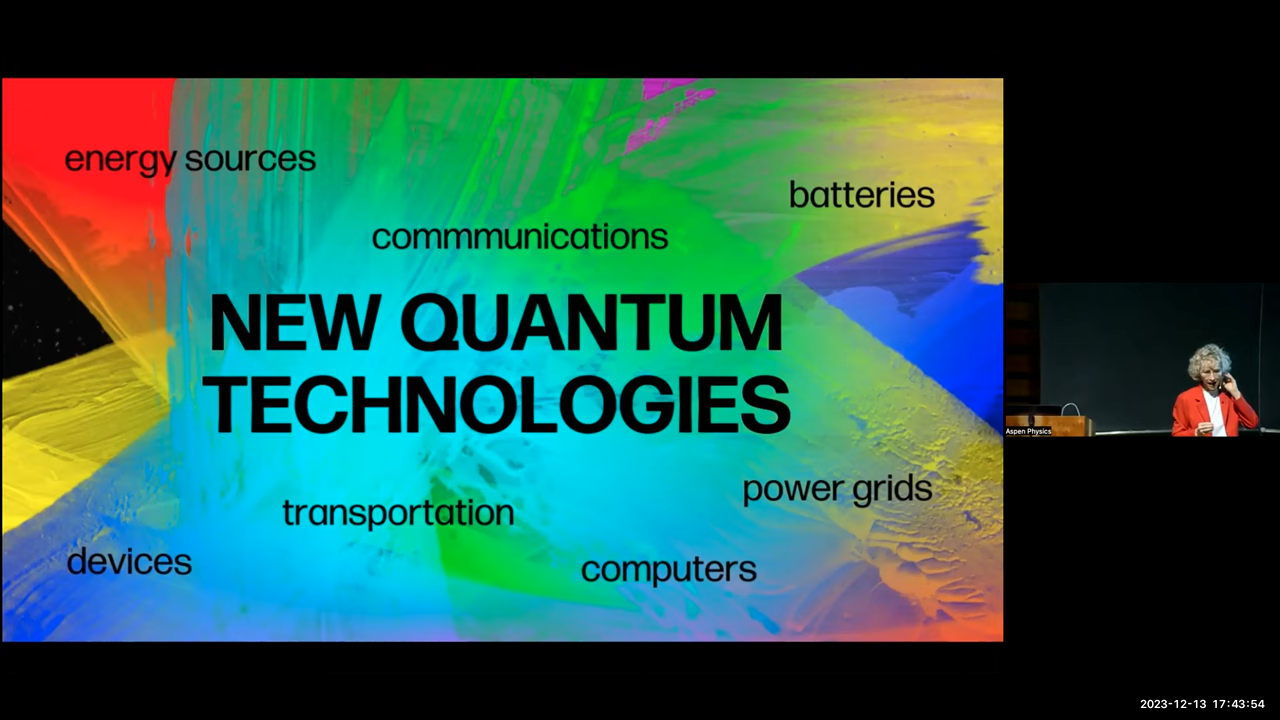 energy sources
batteries
commmunications
NEW QUANTUM
TECHNOLOGIES
power grids
transportation
devices
computers
Aspen Physics
2023-12-13 17:43:54